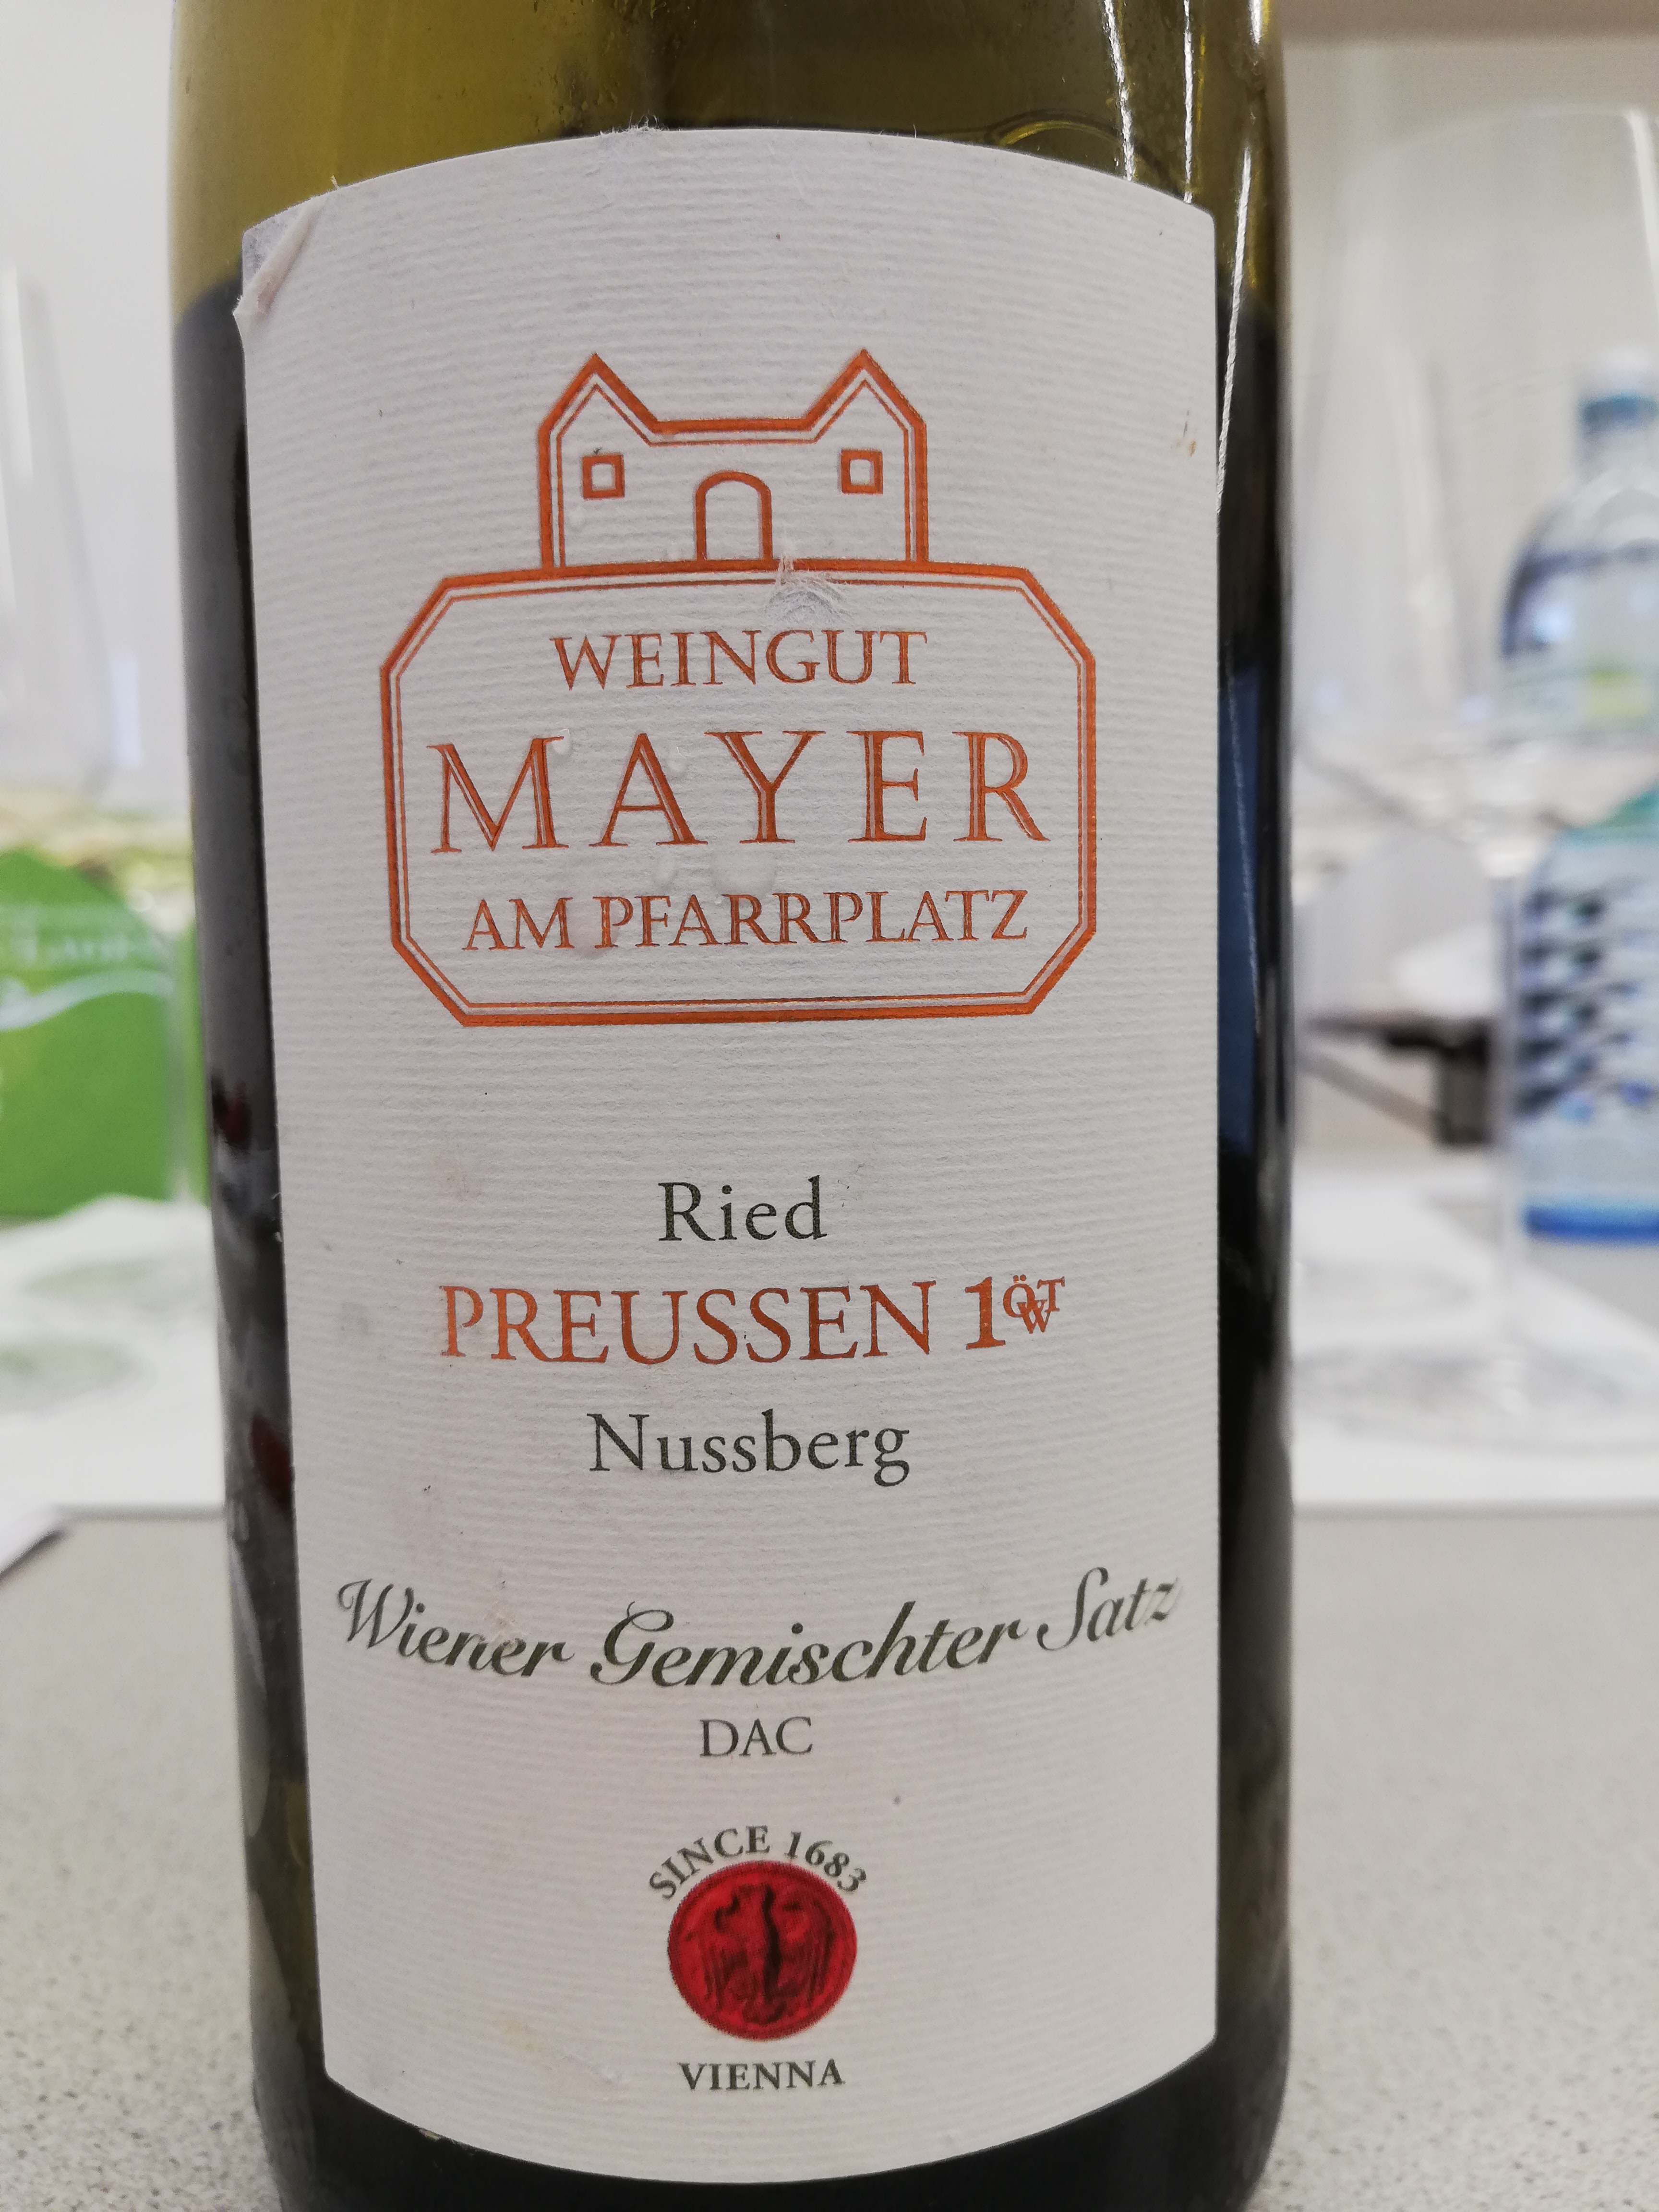 WEINGUT
MAYER
AM PFARRPLATZ
Ried
PREUSSEN 1ÖTW
Nussberg
Wiener Gemischter Satz
DAC
SINCE 1683
VIENNA